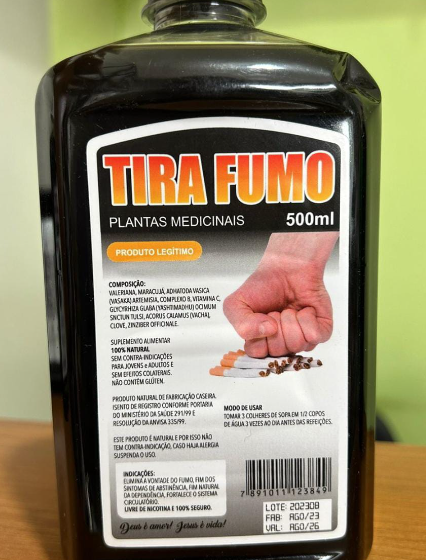 TIRA FUMO
PLANTAS MEDICINAIS 500ml
PRODUTO LEGÍTIMO
COMPOSIÇÃO:
VALERIANA, MARACUJÁ, ADHATODA VASICA
(VASAKA) ARTEMISIA, COMPLEXO B, VITAMINA C,
GLYCYRHIZA GLABA (YASHTIMADHU) OCIMUM
SNCTUN TULSI, ACORUS CALAMUS (VACHA),
CLOVE, ZINZIBER OFFICINALE.
SUPLEMENTO ALIMENTAR
100% NATURAL
SEM CONTRA-INDICAÇÕES
PARA JOVENS e ADULTOS E
SEM EFEITOS COLATERAIS.
NÃO CONTÉM GLÚTEN.
PRODUTO NATURAL DE FABRICAÇÃO CASEIRA.
ISENTO DE REGISTRO CONFORME PORTARIA
DO MINISTÉRIO DA SAÚDE 291/99 E
RESOLUÇÃO DA ANVISA 335/99.
ESTE PRODUTO É NATURAL E POR ISSO NÃO
TEM CONTRA-INDICAÇÃO, CASO HAJA ALERGIA
SUSPENDA O USO.
MODO DE USAR
TOMAR 3 COLHERES DE SOPA EM 1/2 COPOS
DE ÁGUA 3 VEZES AO DIA ANTES DAS REFEIÇÕES.
INDICAÇÕES:
ELIMINA A VONTADE DO FUMO, FIM DOS
SINTOMAS DE ABSTINÊNCIA, FIM NATURAL
DA DEPENDÊNCIA, FORTALECE O SISTEMA
CIRCULATÓRIO.
LIVRE DE NICOTINA E 100% SEGURO.
Deus é amor! Jesus é vida!
7 891011 123849
LOTE: 202308
FAB: AGO/23
VAL: AGO/26